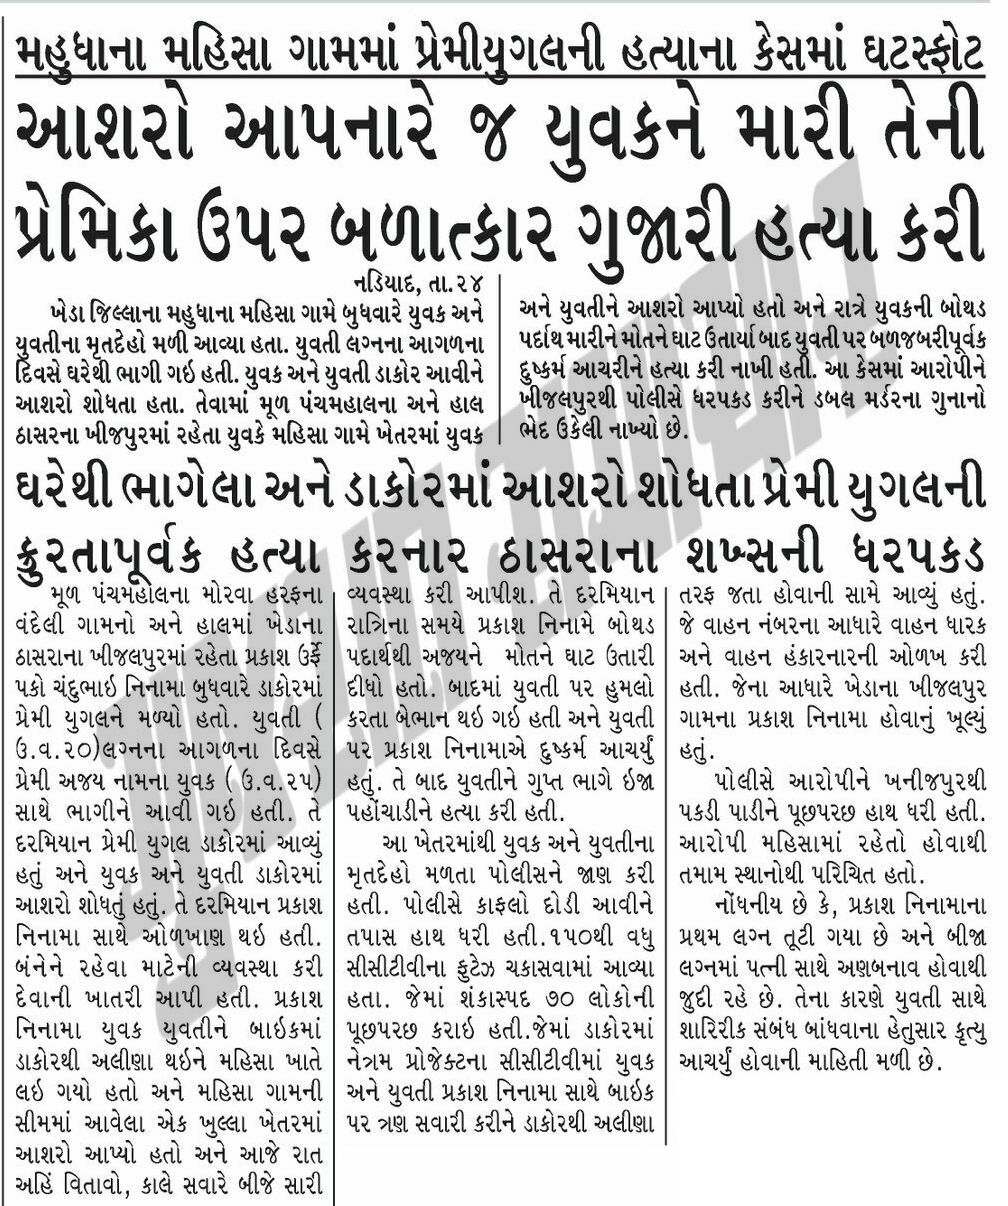 મહુધાના મહિસા ગામમાં પ્રેમીયુગલની હત્યાના કેસમાં ઘટસ્ફોટ
આશરો આપનારે જ યુવકને મારી તેની
પ્રેમિકા ઉપર બળાત્કાર ગુજારી હત્યા કરી
નડિયાદ, તા.૨૪
ખેડા જિલ્લાના મહુધાના મહિસા ગામે બુધવારે યુવક અને
યુવતીના મૃતદેહો મળી આવ્યા હતા. યુવતી લગ્નના આગળના
દિવસે ઘરેથી ભાગી ગઇ હતી. યુવક અને યુવતી ડાકોર આવીને
આશરો શોધતા હતા. તેવામાં મૂળ પંચમહાલના અને હાલ
ઠાસરના ખીજપુરમાં રહેતા યુવકે મહિસા ગામે ખેતરમાં યુવક
અને યુવતીને આશરો આપ્યો હતો અને રાત્રે યુવકની બોથડ
પદાર્થ મારીને મોતને ઘાટ ઉતાર્યા બાદ યુવતી પર બળજબરીપૂર્વક
દુષ્કર્મ આચરીને હત્યા કરી નાખી હતી. આ કેસમાં આરોપીને
ખીજલપુરથી પોલીસે ધરપકડ કરીને ડબલ મર્ડરના ગુનાનો
ભેદ ઉકેલી નાખ્યો છે.
ઘરેથી ભાગેલા અને ડાકોરમાં આશરો શોધતા પ્રેમી યુગલની
ક્રુરતાપૂર્વક હત્યા કરનાર ઠાસરાના શખ્સની ધરપકડ
મૂળ પંચમહોલના મોરવા હરફના
વંદેલી ગામનો અને હાલમાં ખેડાના
ઠાસરાના ખીજલપુરમાં રહેતા પ્રકાશ ઉર્ફે
પકો ચંદુભાઇ નિનામા બુધવારે ડાકોરમાં
પ્રેમી યુગલને મળ્યો હતો. યુવતી (
ઉ.વ.૨૦)લગ્નના આગળના દિવસે
પ્રેમી અજય નામના યુવક ( ઉ.વ.૨૫)
સાથે ભાગીને આવી ગઇ હતી. તે
દરમિયાન પ્રેમી યુગલ ડાકોરમાં આવ્યું
હતું અને યુવક અને યુવતી ડાકોરમાં
આશરો શોધતું હતું. તે દરમિયાન પ્રકાશ
નિનામા સાથે ઓળખાણ થઇ હતી.
બંનેને રહેવા માટેની વ્યવસ્થા કરી
દેવાની ખાતરી આપી હતી. પ્રકાશ
નિનામા યુવક યુવતીને બાઇકમાં
ડાકોરથી અલીણા થઇને મહિસા ખાતે
લઇ ગયો હતો અને મહિસા ગામની
સીમમાં આવેલા એક ખુલ્લા ખેતરમાં
આશરો આપ્યો હતો અને આજે રાત
અહિં વિતાવો, કાલે સવારે બીજે સારી
વ્યવસ્થા કરી આપીશ. તે દરમિયાન
રાત્રિના સમયે પ્રકાશ નિનામે બોથડ
પદાર્થથી અજયને મોતને ઘાટ ઉતારી
દીધો હતો. બાદમાં યુવતી પર હુમલો
કરતા બેભાન થઇ ગઇ હતી અને યુવતી
પર પ્રકાશ નિનામાએ દુષ્કર્મ આચર્યું
હતું. તે બાદ યુવતીને ગુપ્ત ભાગે ઇજા
પહોંચાડીને હત્યા કરી હતી.
આ ખેતરમાંથી યુવક અને યુવતીના
મૃતદેહો મળતા પોલીસને જાણ કરી
હતી. પોલીસે કાફલો દોડી આવીને
તપાસ હાથ ધરી હતી.૧૫૦થી વધુ
સીસીટીવીના ફુટેઝ ચકાસવામાં આવ્યા
હતા. જેમાં શંકાસ્પદ ૭૦ લોકોની
પૂછપરછ કરાઇ હતી.જેમાં ડાકોરમાં
નેત્રમ પ્રોજેક્ટના સીસીટીવીમાં યુવક
અને યુવતી પ્રકાશ નિનામા સાથે બાઇક
પર ત્રણ સવારી કરીને ડાકોરથી અલીણા
તરફ જતા હોવાની સામે આવ્યું હતું.
જે વાહન નંબરના આધારે વાહન ધારક
અને વાહન હંકારનારની ઓળખ કરી
હતી. જેના આધારે ખેડાના ખીજલપુર
ગામના પ્રકાશ નિનામા હોવાનું ખૂલ્યું
હતું.
પોલીસે આરોપીને ખનીજપુરથી
પકડી પાડીને પૂછપરછ હાથ ધરી હતી.
આરોપી મહિસામાં રહેતો હોવાથી
તમામ સ્થાનોથી પરિચિત હતો.
નોંધનીય છે કે, પ્રકાશ નિનામાના
પ્રથમ લગ્ન તૂટી ગયા છે અને બીજા
લગ્નમાં પત્ની સાથે અણબનાવ હોવાથી
જુદી રહે છે. તેના કારણે યુવતી સાથે
શારિરીક સંબંધ બાંધવાના હેતુસાર કૃત્ય
આચર્યું હોવાની માહિતી મળી છે.